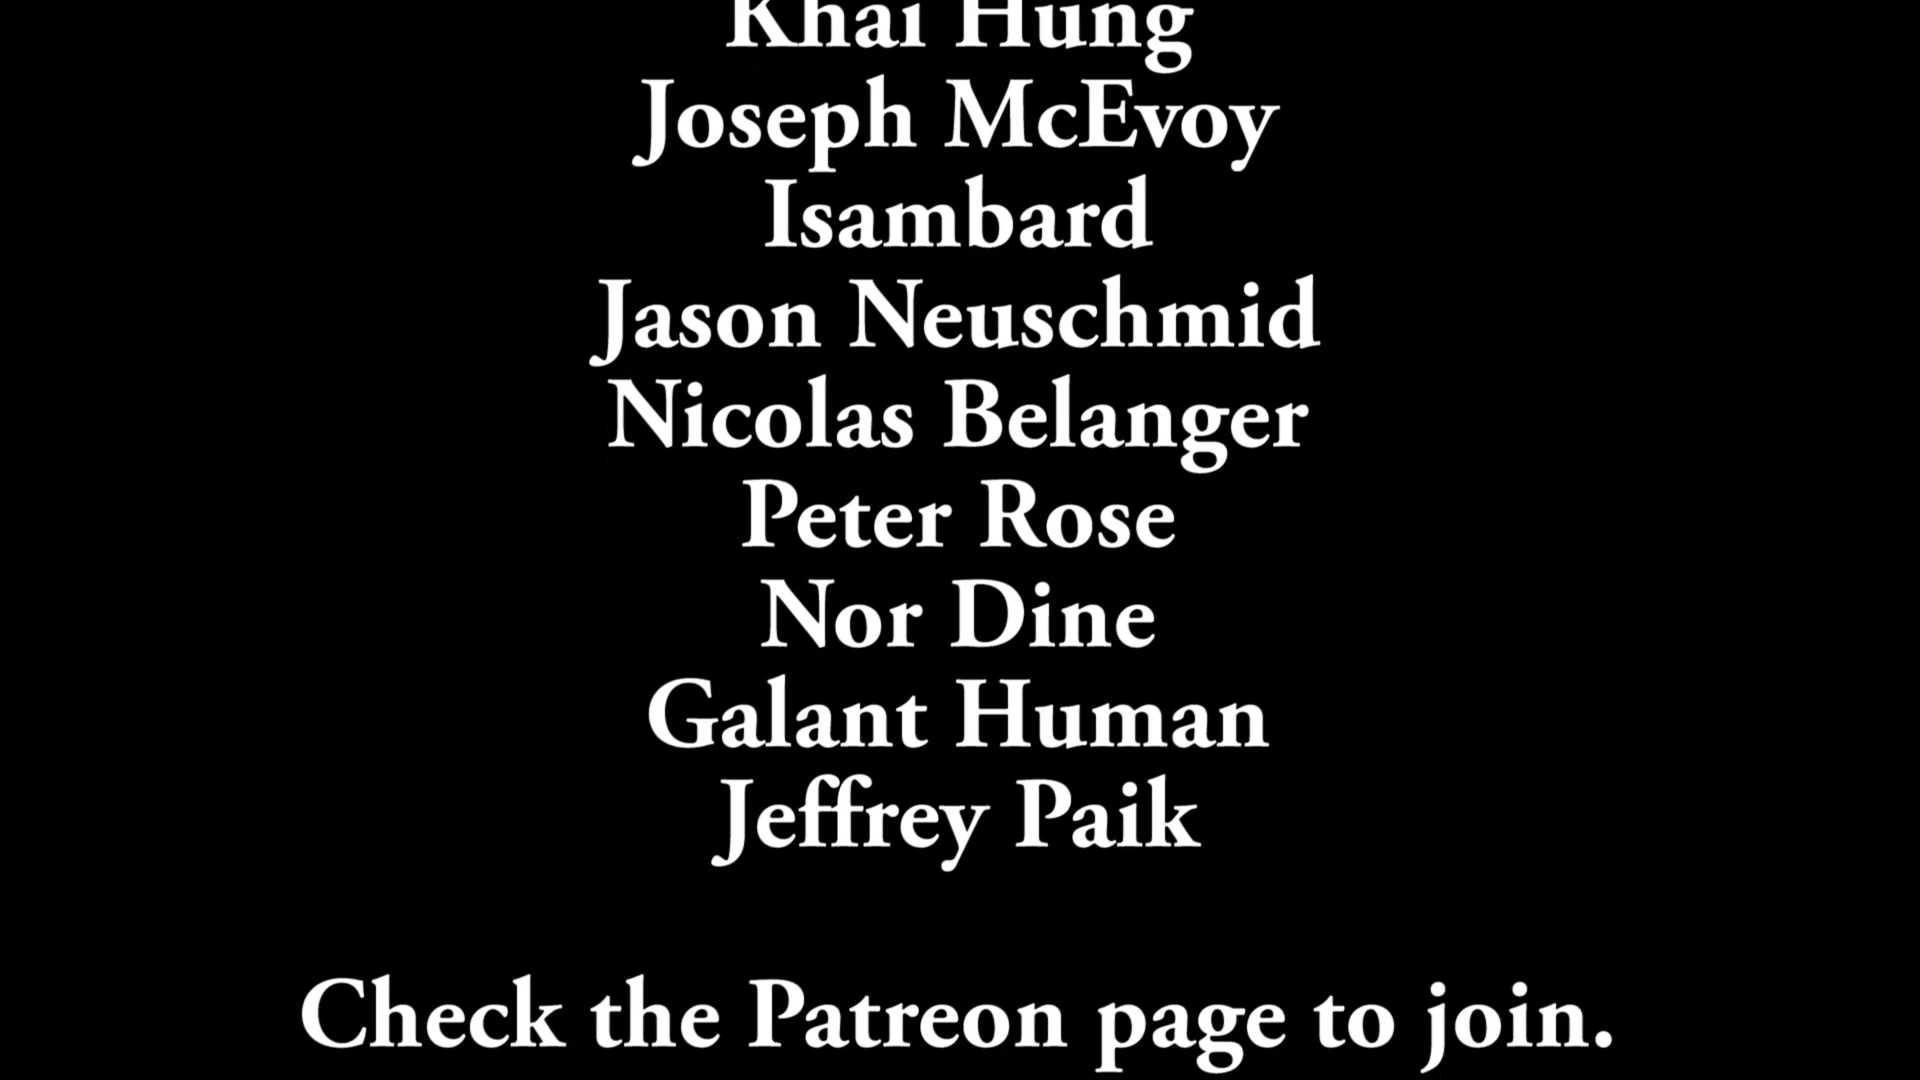 Khai Hung
Joseph McEvoy
Isambard
Jason Neuschmid
Nicolas Belanger
Peter Rose
Nor Dine
Galant Human
Jeffrey Paik
Check the Patreon page to join.